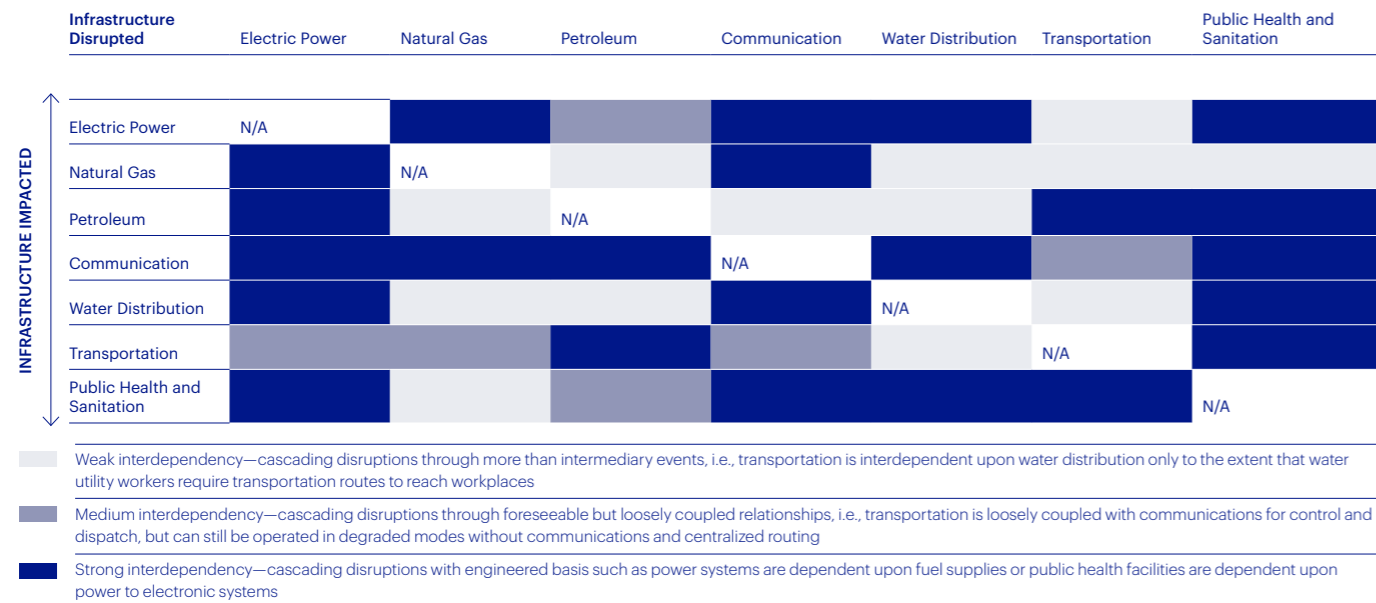 Infrastructure
Disrupted
Electric Power
Natural Gas
Petroleum
Communication
Water Distribution
Transportation
Public Health and
Sanitation
INFRASTRUCTURE IMPACTED
Electric Power
N/A
Natural Gas
N/A
Petroleum
N/A
Communication
N/A
Water Distribution
N/A
Transportation
N/A
Public Health and
Sanitation
N/A
Weak interdependency—cascading disruptions through more than intermediary events, i.e., transportation is interdependent upon water distribution only to the extent that water
utility workers require transportation routes to reach workplaces
Medium interdependency—cascading disruptions through foreseeable but loosely coupled relationships, i.e., transportation is loosely coupled with communications for control and
dispatch, but can still be operated in degraded modes without communications and centralized routing
Strong interdependency—cascading disruptions with engineered basis such as power systems are dependent upon fuel supplies or public health facilities are dependent upon
power to electronic systems